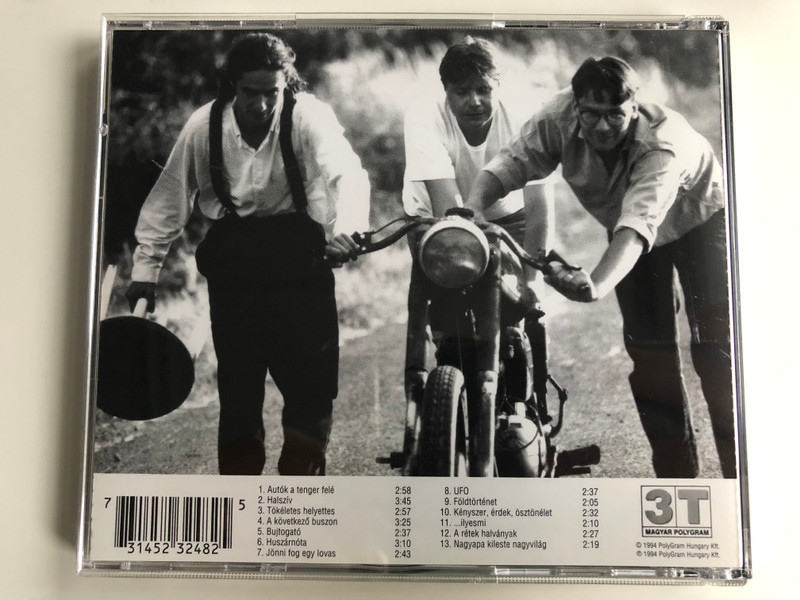 1. Autók a tenger felé 2:58
2. Halszív 3:45
3. Tökéletes helyettes 2:57
4. A következő buszon 3:25
5. Bujtogató 2:37
6. Huszárnóta 3:10
7. Jönni fog egy lovas 2:43
8. UFO 2:37
9. Földtörténet 2:05
10. Kényszer, érdek, ösztönélet 2:32
11. ...ilyesmi 2:10
12. A rétek halványak 2:27
13. Nagyapa kileste nagyvilág 2:19
7 31452 32482 5
3T
MAGYAR POLYGRAM
© 1994 PolyGram Hungary Kft.
℗ 1994 PolyGram Hungary Kft.